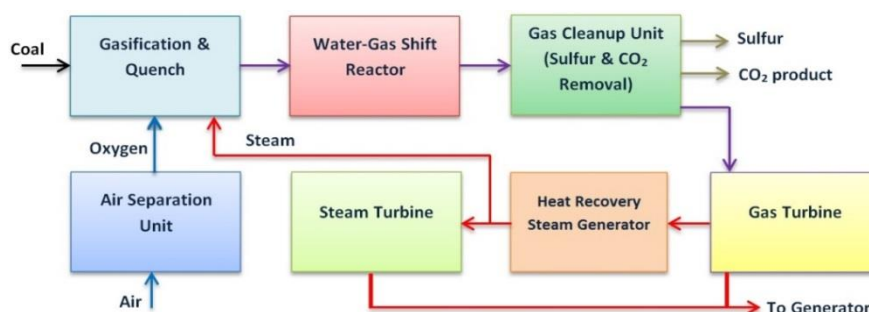 Coal
Gasification &
Quench
Water-Gas Shift
Reactor
Gas Cleanup Unit
(Sulfur & CO₂
Removal)
Sulfur
CO₂ product
Oxygen
Steam
Air Separation
Unit
Steam Turbine
Heat Recovery
Steam Generator
Gas Turbine
Air
To Generator